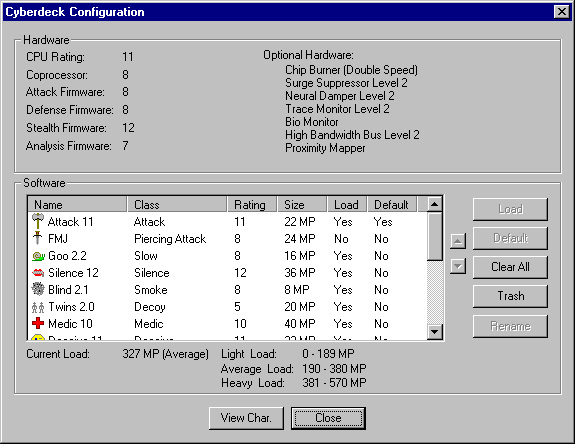 Cyberdeck Configuration
Hardware
CPU Rating: 11
Coprocessor: 8
Attack Firmware: 8
Defense Firmware: 8
Stealth Firmware: 12
Analysis Firmware: 7
Optional Hardware:
Chip Burner (Double Speed)
Surge Suppressor Level 2
Neural Damper Level 2
Trace Monitor Level 2
Bio Monitor
High Bandwidth Bus Level 2
Proximity Mapper
Software
Name Class Rating Size Load Default
Attack 11 Attack 11 22 MP Yes Yes
FMJ Piercing Attack 8 24 MP No No
Goo 2.2 Slow 8 16 MP Yes No
Silence 12 Silence 12 36 MP Yes No
Blind 2.1 Smoke 8 8 MP Yes No
Twins 2.0 Decoy 5 20 MP Yes No
Medic 10 Medic 10 40 MP Yes No
Load
Default
Clear All
Trash
Rename
Current Load: 327 MP (Average)
Light Load: 0 - 189 MP
Average Load: 190 - 380 MP
Heavy Load: 381 - 570 MP
View Char.
Close